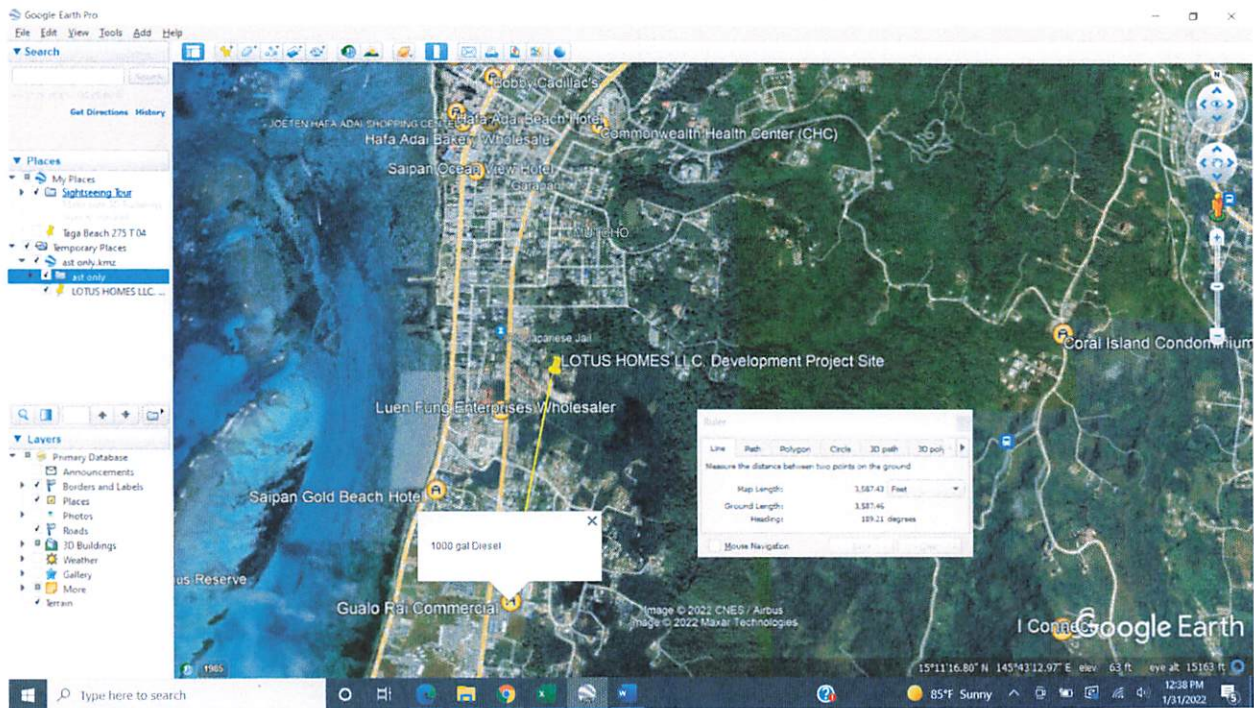 Google Earth Pro
File Edit View Tools Add Help
Search
Search
Get Directions History
Places
My Places
Sightseeing Tour
Taga Beach 275 T 04
Temporary Places
ast only.kmz
ast only
LOTUS HOMES LLC. ...
Layers
Primary Database
Announcements
Borders and Labels
Places
Photos
Roads
3D Buildings
Weather
Gallery
More
Terrain
Bobby Cadillac's
JOETEN HAFA ADAI SHOPPING CENTE
Hafa Adai Beach Hotel
Commonwealth Health Center (CHC)
Hafa Adai Bakery Wholesale
Saipan Ocean View Hotel
Garapan
N
Japanese Jail
Coral Island Condominium
LOTUS HOMES LLC. Development Project Site
Luen Fung Enterprises Wholesaler
Saipan Gold Beach Hotel
Ruler
Line Path Polygon Circle 3D path 3D poly
Measure the distance between two points on the ground
Map Length: 3,587.43 Feet
Ground Length: 3,587.46
Heading: 189.21 degrees
Mouse Navigation
1000 gal Diesel
us Reserve
Gualo Rai Commercial
Image © 2022 CNES / Airbus
Image © 2022 Maxar Technologies
I Conne
Google Earth
1985
15°11'16.80" N 145°43'12.97" E elev 63 ft eye alt 15163 ft
Type here to search
85°F Sunny
12:38 PM
1/31/2022
5